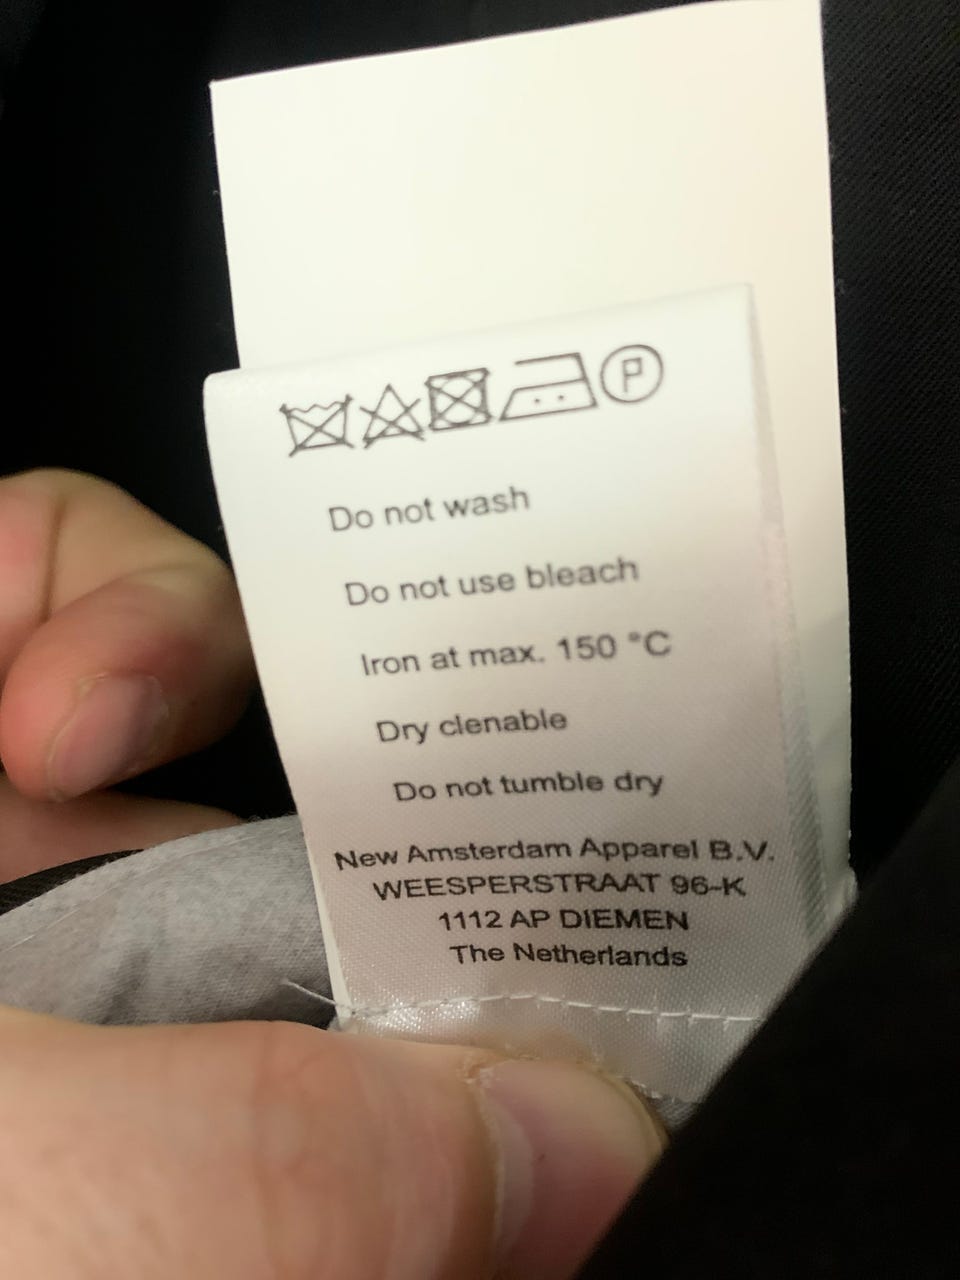 P
Do not wash
Do not use bleach
Iron at max. 150 °C
Dry clenable
Do not tumble dry
New Amsterdam Apparel B.V.
WEESPERSTRAAT 96-K
1112 AP DIEMEN
The Netherlands